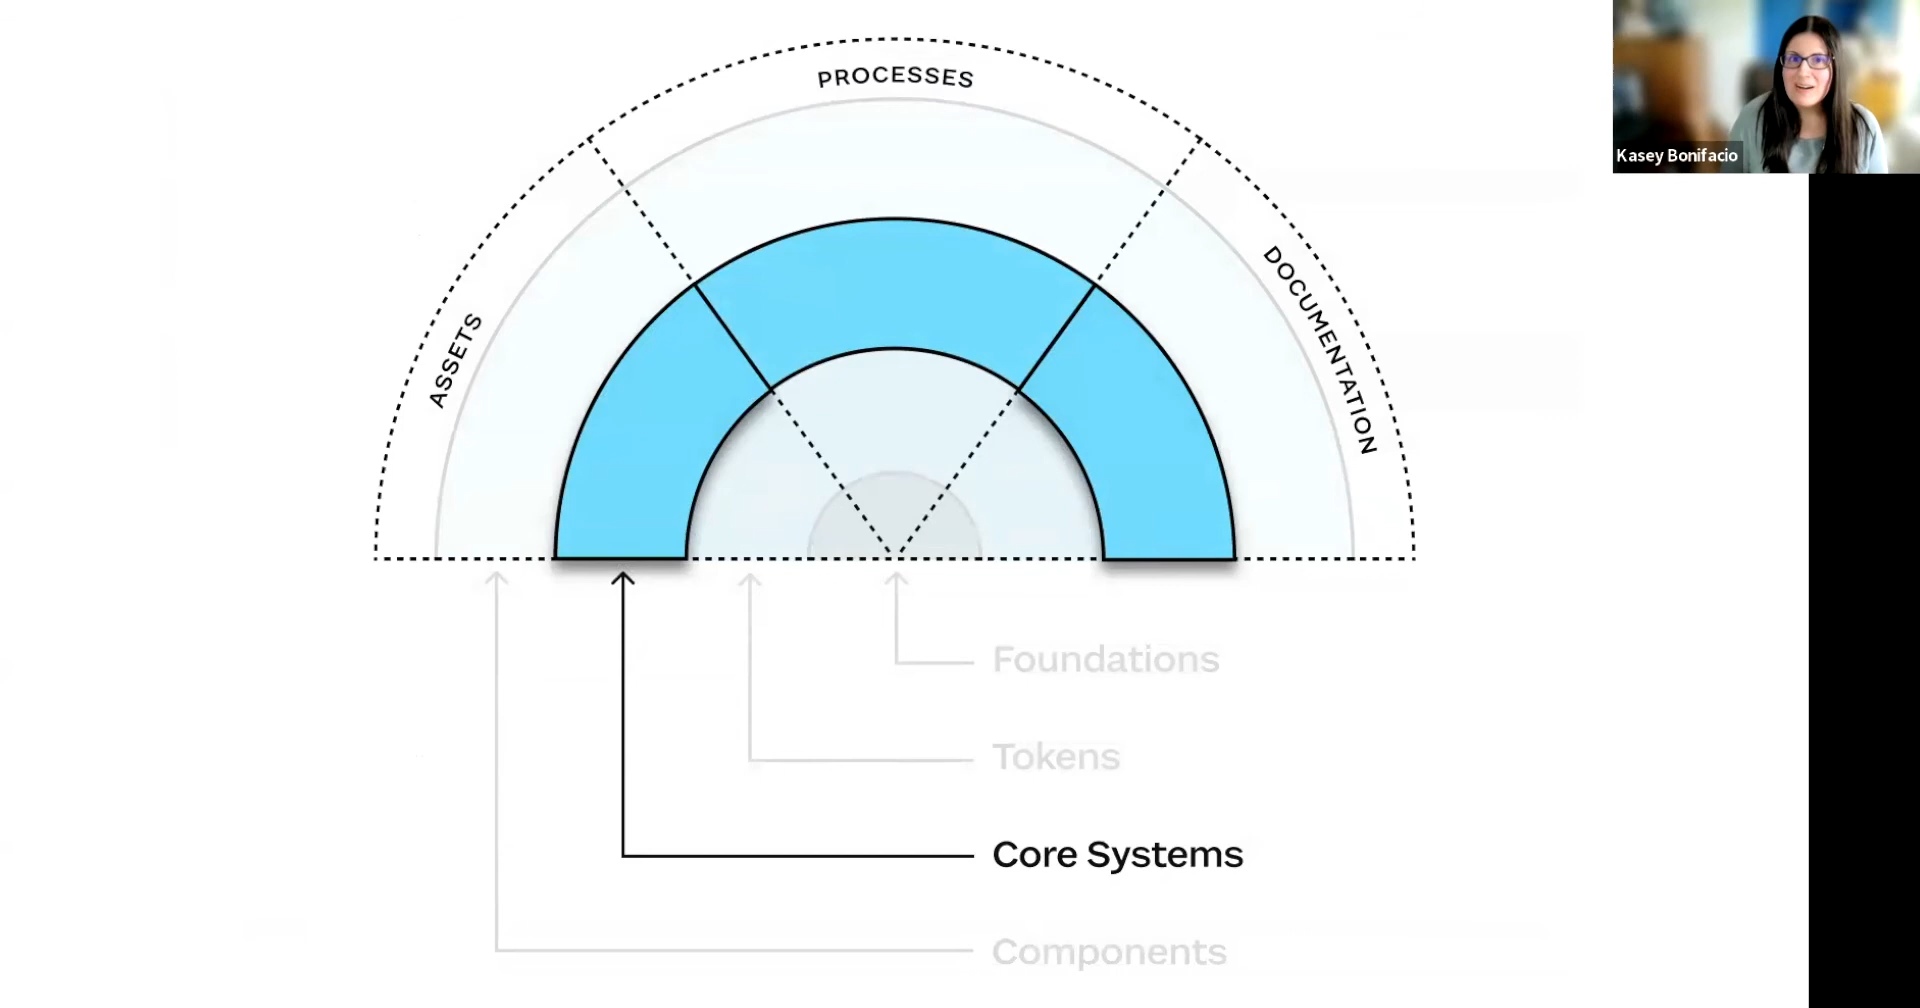 PROCESSES
Kasey Bonifacio
ASSETS
DOCUMENTATION
Foundations
Tokens
Core Systems
Components